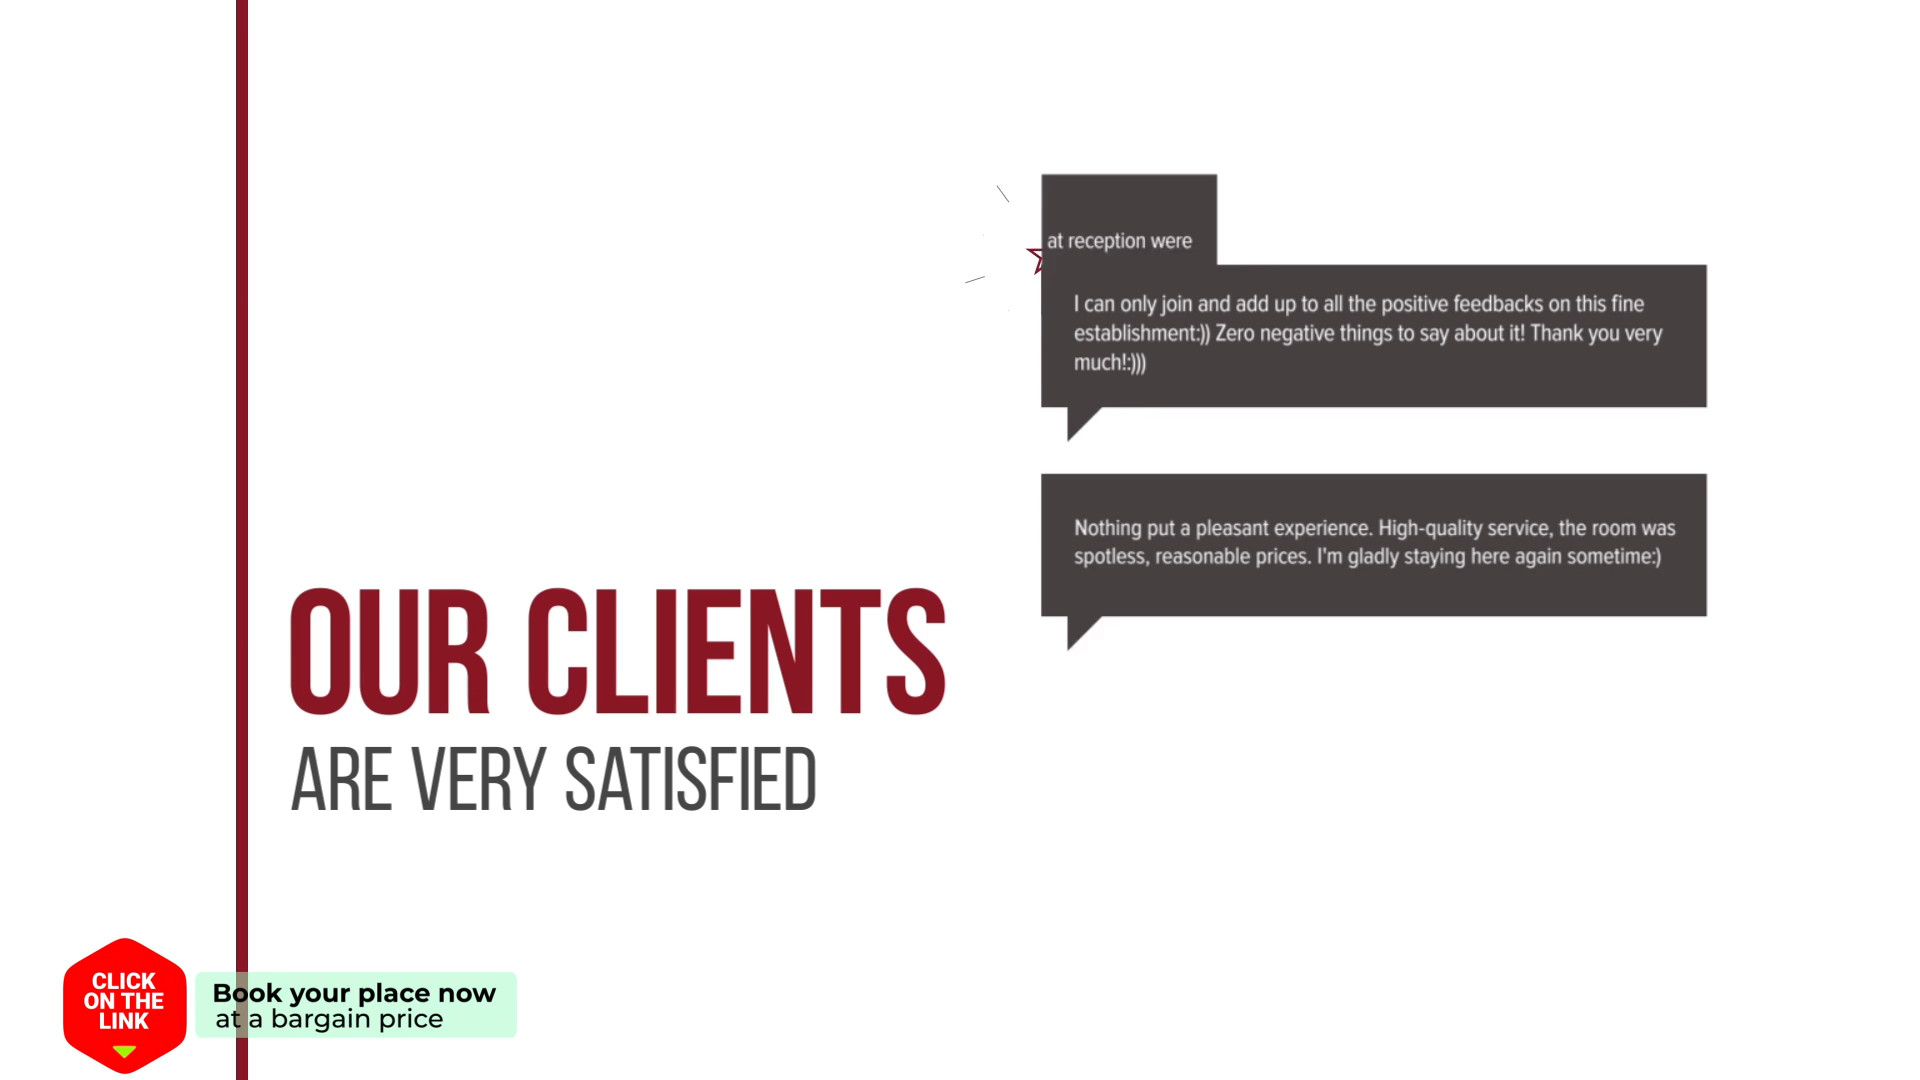 at reception were
I can only join and add up to all the positive feedbacks on this fine
establishment:)) Zero negative things to say about it! Thank you very
much!:)))
Nothing put a pleasant experience. High-quality service, the room was
spotless, reasonable prices. I'm gladly staying here again sometime:)
OUR CLIENTS
ARE VERY SATISFIED
CLICK
ON THE
LINK
Book your place now
at a bargain price